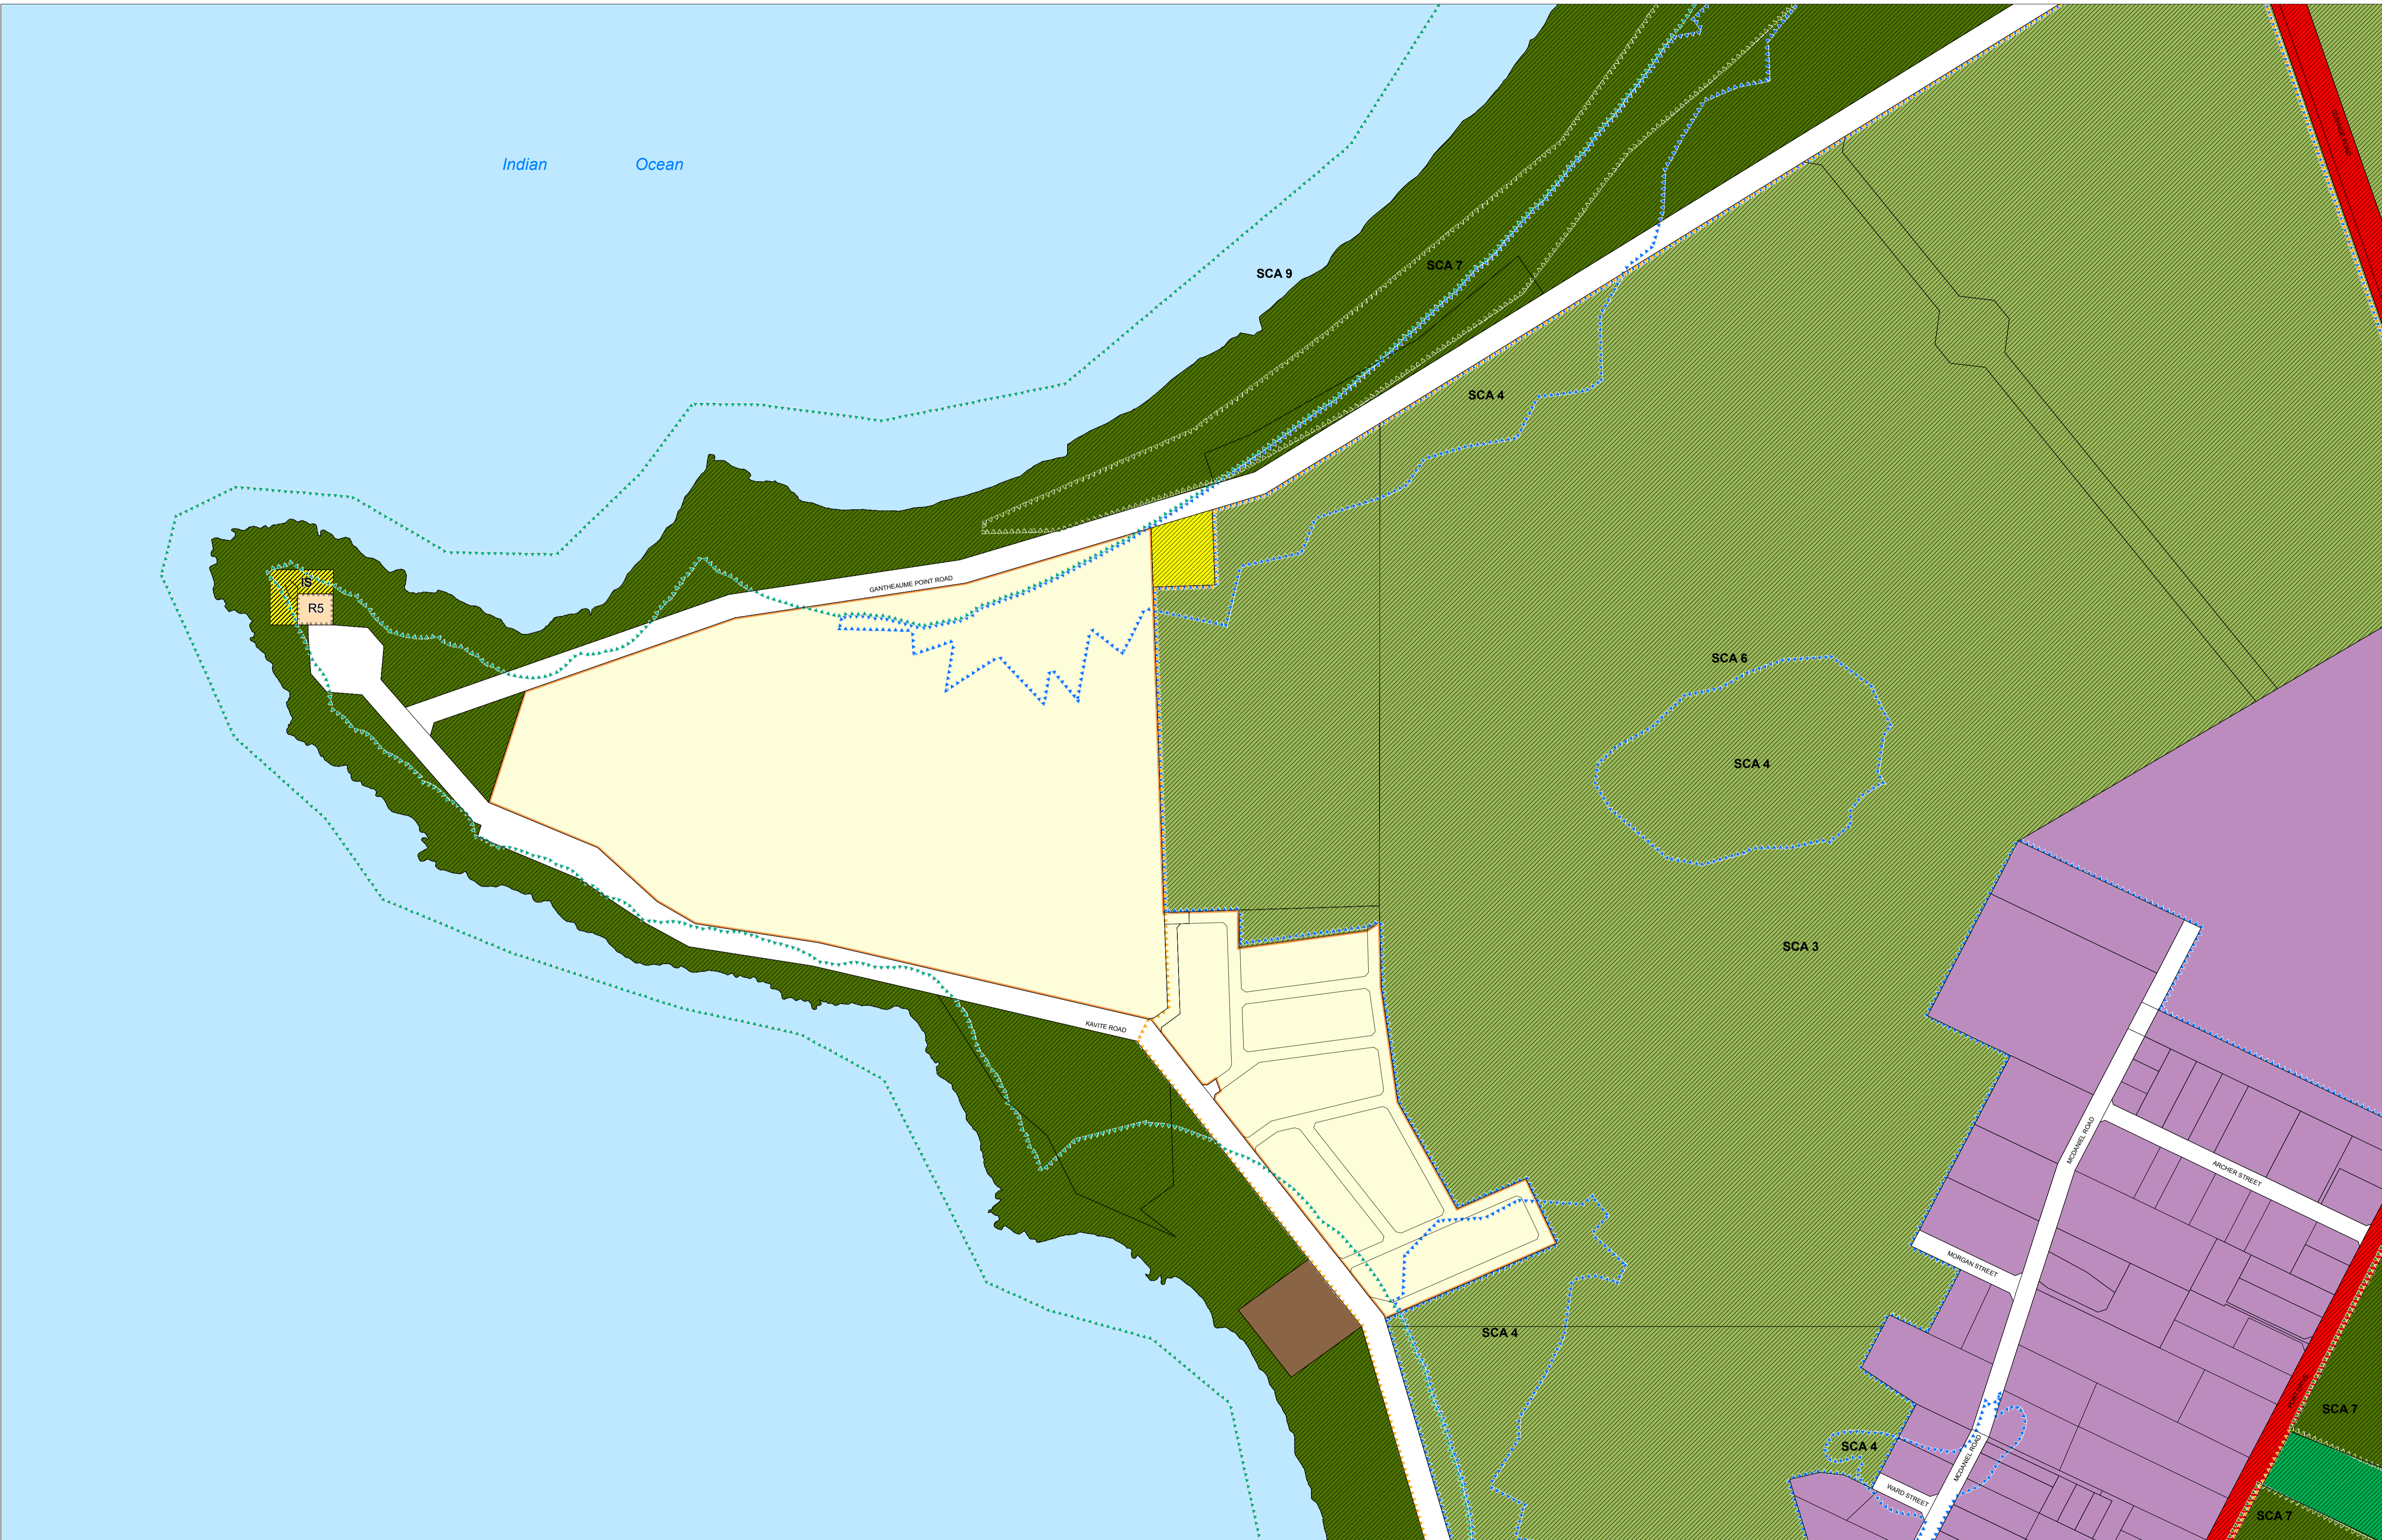 Indian Ocean
SCA 9
SCA 7
SCA 4
IS
R5
GANTHEAUME POINT ROAD
SCA 6
SCA 4
SCA 3
KAVITE ROAD
MCDANIEL ROAD
ARCHER STREET
MORGAN STREET
SCA 4
PORT DRIVE
SCA 7
SCA 4
MCDANIEL ROAD
WARD STREET
SCA 7